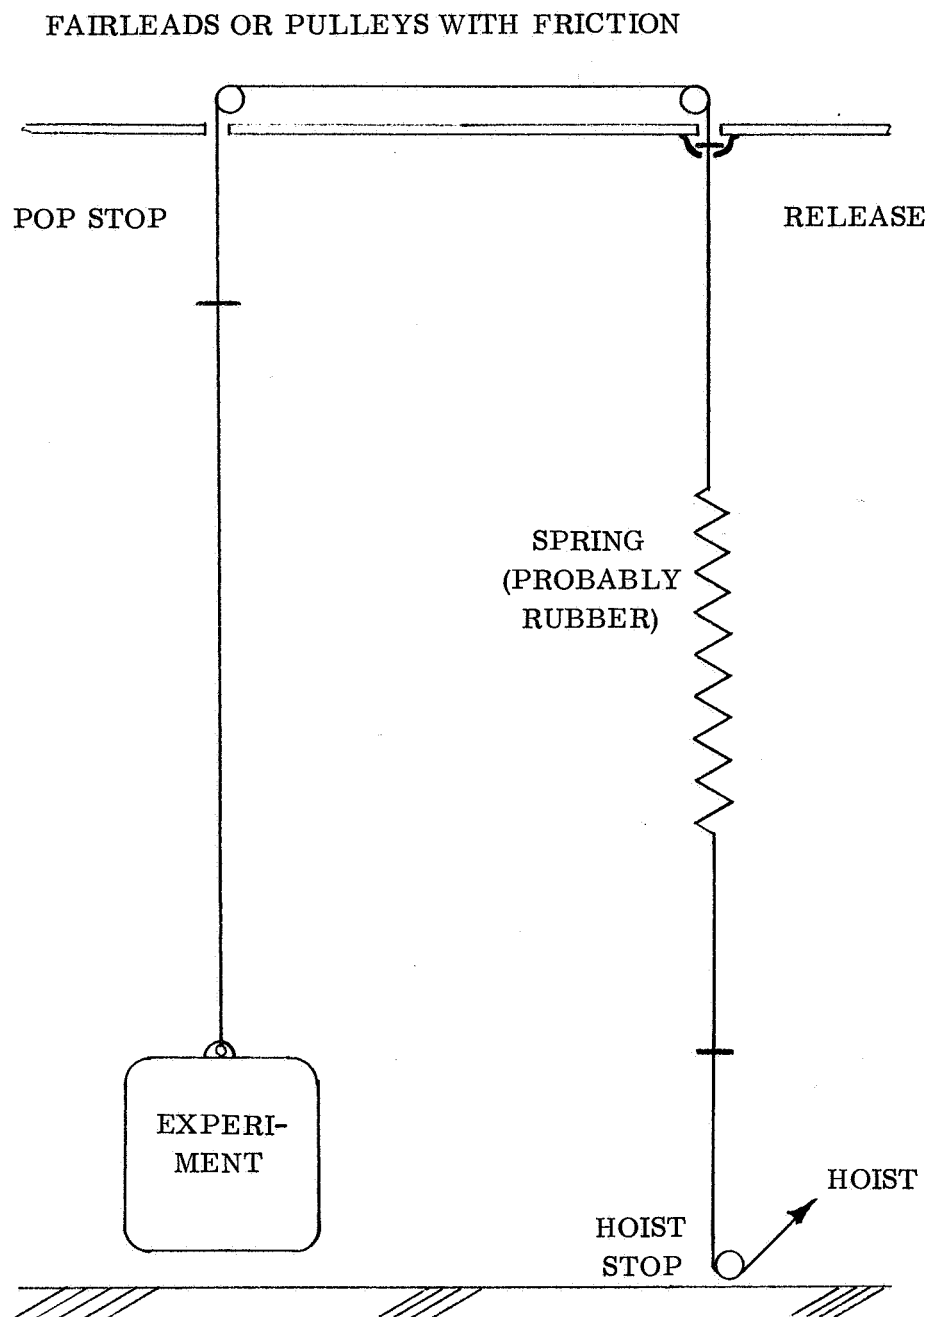 FAIRLEADS OR PULLEYS WITH FRICTION
POP STOP
RELEASE
SPRING
(PROBABLY
RUBBER)
EXPERI-
MENT
HOIST
HOIST
STOP